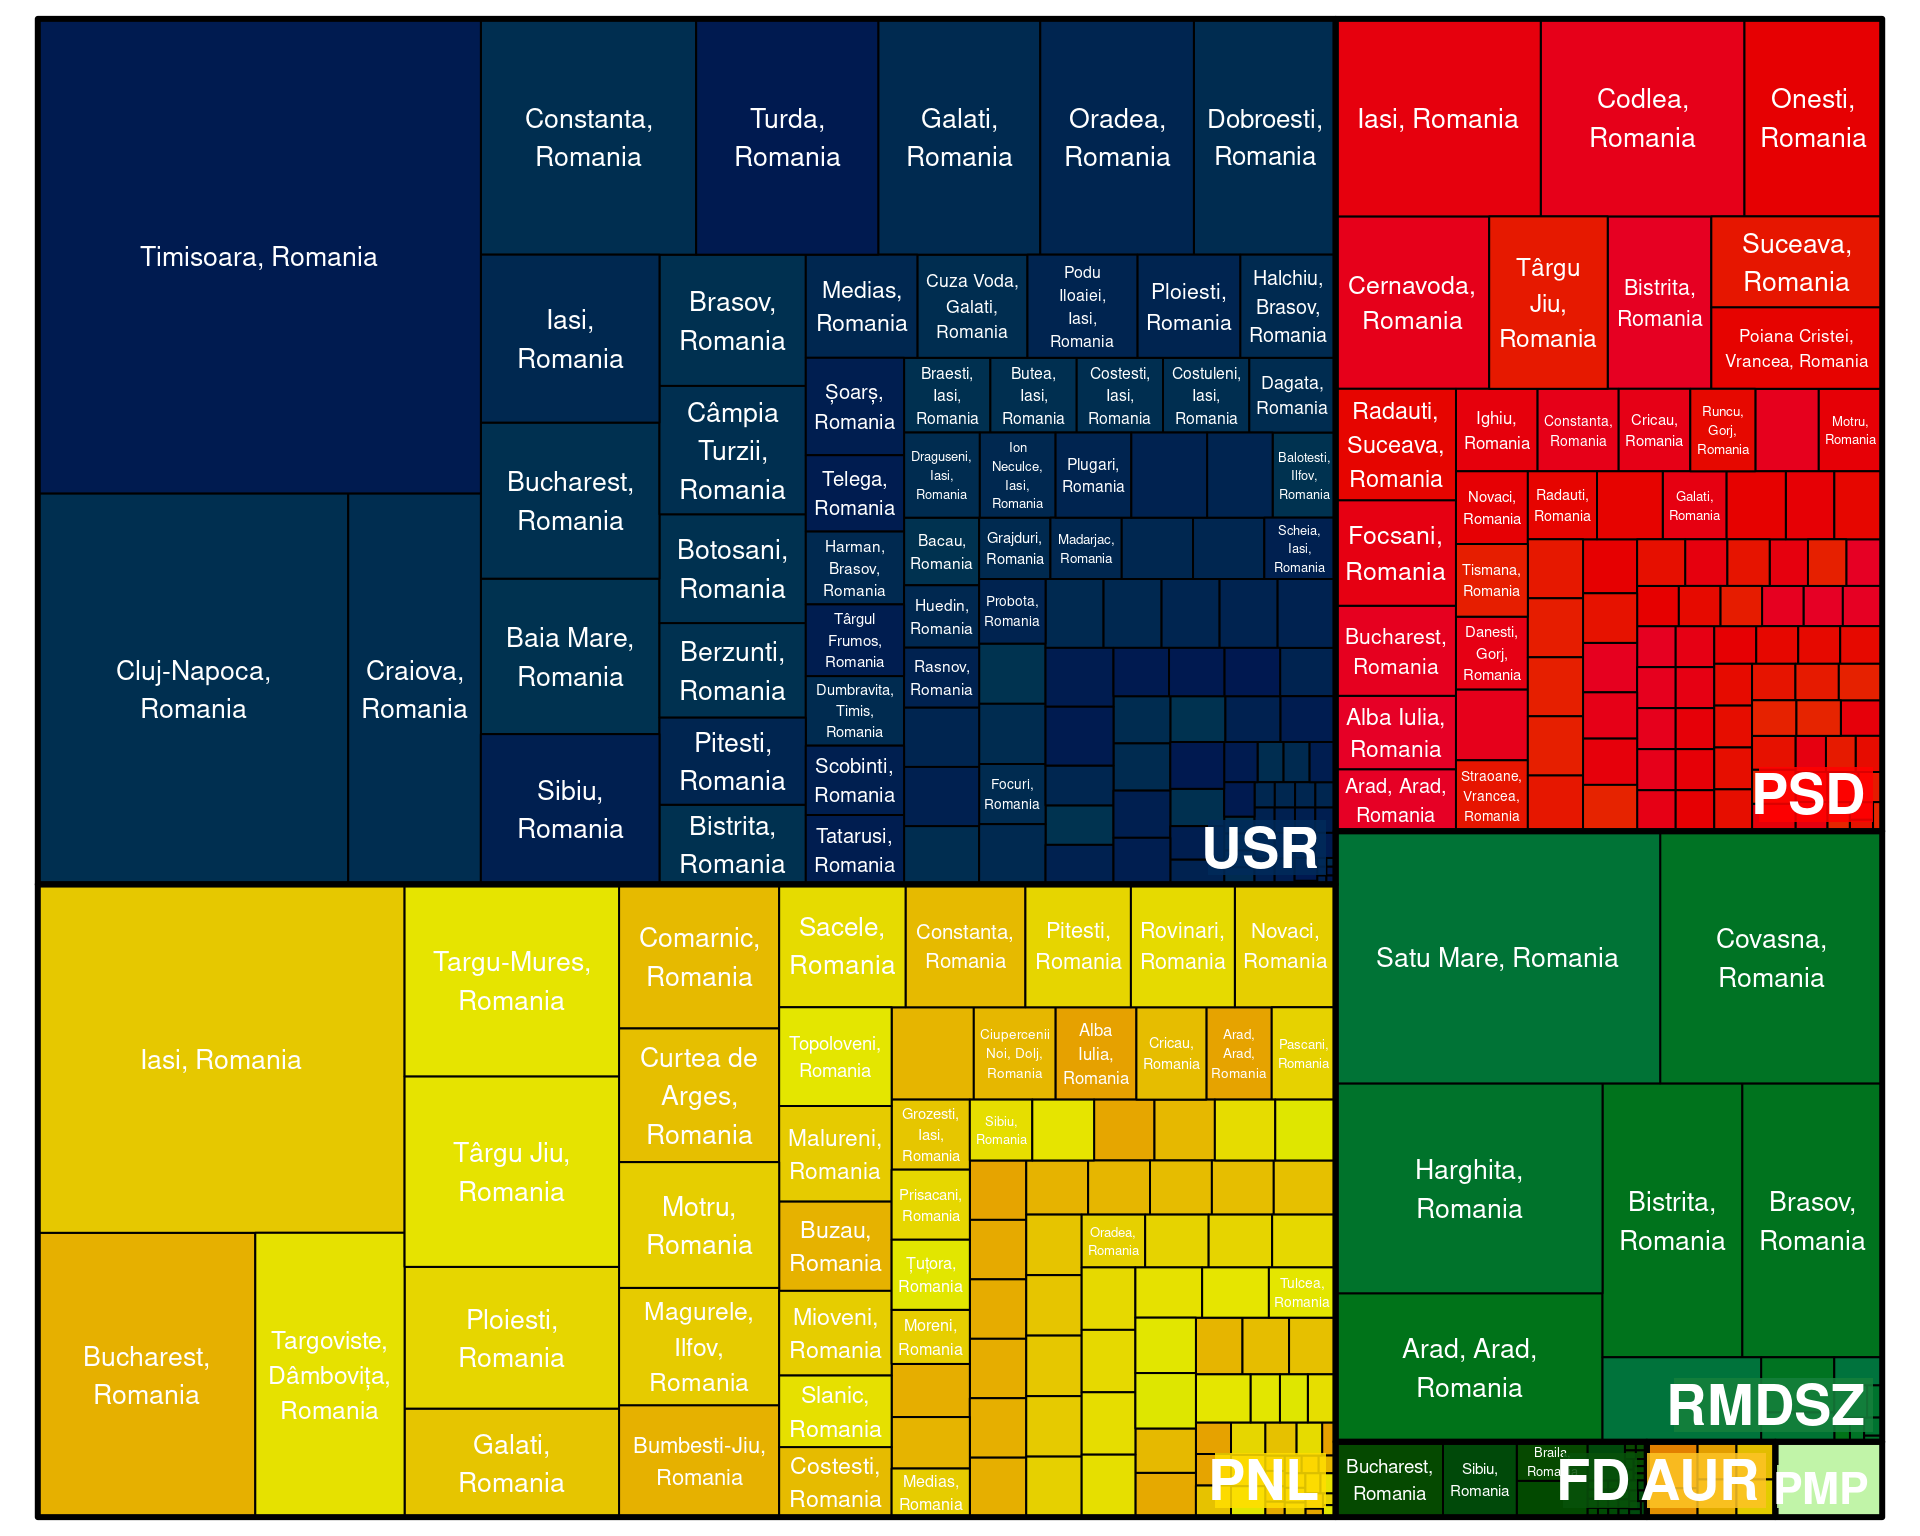 Timisoara, Romania
Cluj-Napoca,
Romania
Craiova,
Romania
Constanta,
Romania
Turda,
Romania
Galati,
Romania
Oradea,
Romania
Dobroesti,
Romania
Iasi,
Romania
Bucharest,
Romania
Baia Mare,
Romania
Sibiu,
Romania
Brasov,
Romania
Câmpia
Turzii,
Romania
Botosani,
Romania
Berzunti,
Romania
Pitesti,
Romania
Bistrita,
Romania
Medias,
Romania
Cuza Voda,
Galati,
Romania
Podu
Iloaiei,
Iasi,
Romania
Ploiesti,
Romania
Halchiu,
Brasov,
Romania
Șoarș,
Romania
Telega,
Romania
Harman,
Brasov,
Romania
Târgul
Frumos,
Romania
Dumbravita,
Timis,
Romania
Scobinti,
Romania
Tatarusi,
Romania
Braesti,
Iasi,
Romania
Butea,
Iasi,
Romania
Costesti,
Iasi,
Romania
Costuleni,
Iasi,
Romania
Dagata,
Romania
Draguseni,
Iasi,
Romania
Ion
Neculce,
Iasi,
Romania
Plugari,
Romania
Balotesti,
Ilfov,
Romania
Bacau,
Romania
Grajduri,
Romania
Madarjac,
Romania
Scheia,
Iasi,
Romania
Huedin,
Romania
Probota,
Romania
Rasnov,
Romania
Focuri,
Romania
USR
Iasi, Romania
Codlea,
Romania
Onesti,
Romania
Cernavoda,
Romania
Târgu
Jiu,
Romania
Bistrita,
Romania
Suceava,
Romania
Poiana Cristei,
Vrancea, Romania
Radauti,
Suceava,
Romania
Focsani,
Romania
Bucharest,
Romania
Alba Iulia,
Romania
Arad, Arad,
Romania
Ighiu,
Romania
Constanta,
Romania
Cricau,
Romania
Runcu,
Gorj,
Romania
Motru,
Romania
Novaci,
Romania
Radauti,
Romania
Galati,
Romania
Tismana,
Romania
Danesti,
Gorj,
Romania
Straoane,
Vrancea,
Romania
PSD
Iasi, Romania
Bucharest,
Romania
Targoviste,
Dâmbovița,
Romania
Targu-Mures,
Romania
Târgu Jiu,
Romania
Ploiesti,
Romania
Galati,
Romania
Comarnic,
Romania
Curtea de
Arges,
Romania
Motru,
Romania
Magurele,
Ilfov,
Romania
Bumbesti-Jiu,
Romania
Sacele,
Romania
Constanta,
Romania
Pitesti,
Romania
Rovinari,
Romania
Novaci,
Romania
Topoloveni,
Romania
Malureni,
Romania
Buzau,
Romania
Mioveni,
Romania
Slanic,
Romania
Costesti,
Romania
Ciupercenii
Noi, Dolj,
Romania
Alba
Iulia,
Romania
Cricau,
Romania
Arad,
Arad,
Romania
Pascani,
Romania
Grozesti,
Iasi,
Romania
Sibiu,
Romania
Prisacani,
Romania
Țuțora,
Romania
Moreni,
Romania
Medias,
Romania
Oradea,
Romania
Tulcea,
Romania
PNL
Satu Mare, Romania
Covasna,
Romania
Harghita,
Romania
Arad, Arad,
Romania
Bistrita,
Romania
Brasov,
Romania
RMDSZ
Bucharest,
Romania
Sibiu,
Romania
Braila,
Romania
FD
AUR
PMP